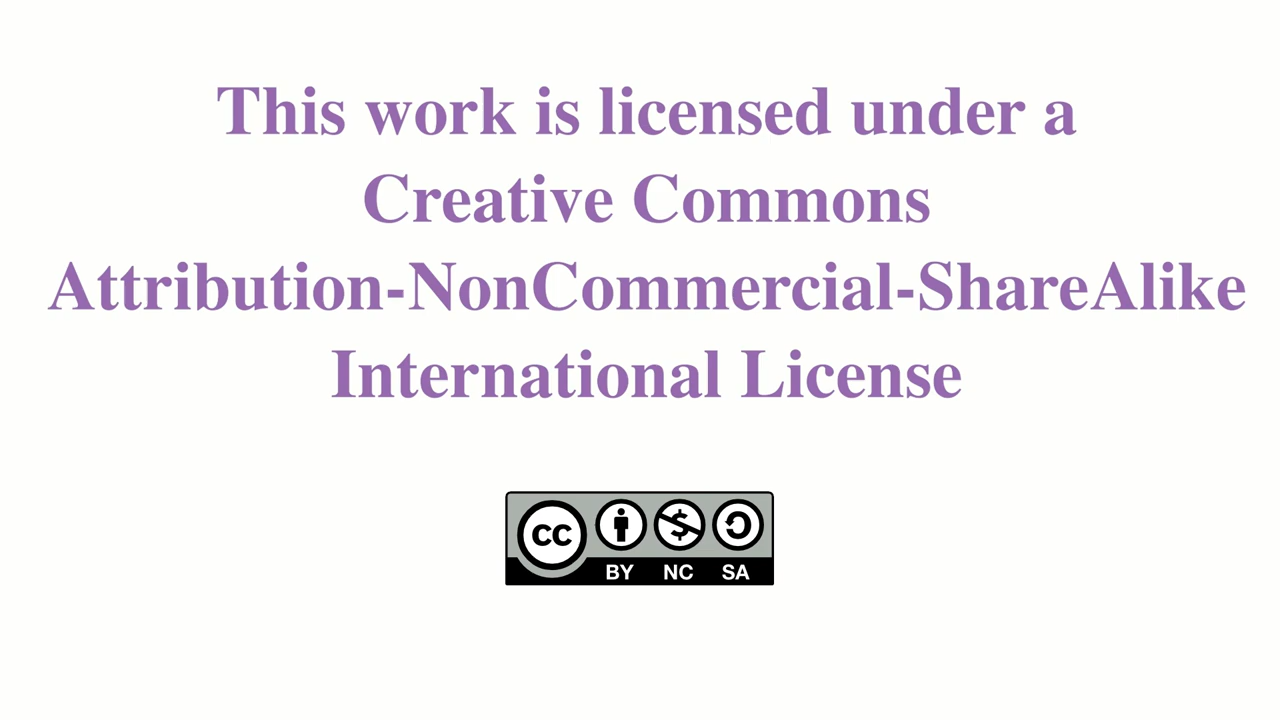 This work is licensed under a
Creative Commons
Attribution-NonCommercial-ShareAlike
International License
cc
BY NC SA